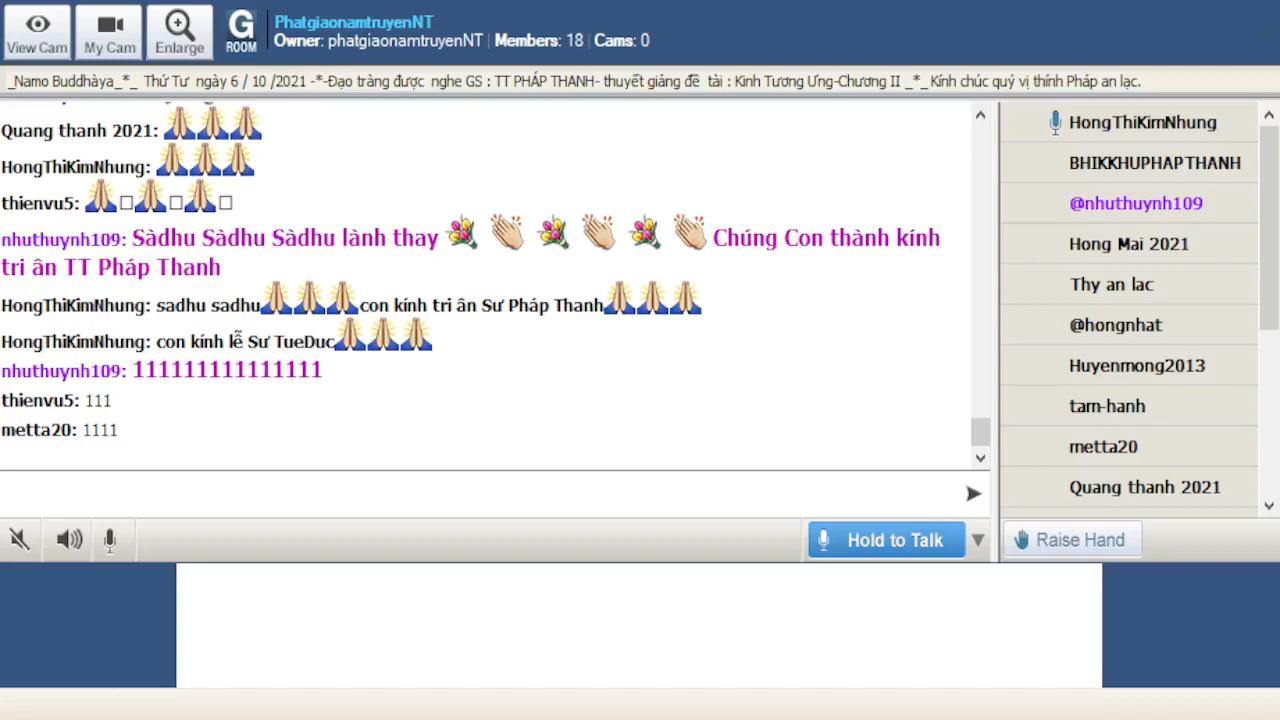 View Cam
My Cam
Enlarge
G
ROOM
PhatgiaonamtruyenNT
Owner: phatgiaonamtruyenNT | Members: 18 | Cams: 0
_Namo Buddhàya_*_ Thứ Tư ngày 6 / 10 /2021 -*-Đạo tràng được nghe GS : TT PHÁP THANH- thuyết giảng đề tài : Kinh Tương Ưng-Chương II _*_Kính chúc quý vị thính Pháp an lạc.
Quang thanh 2021: 🙏🙏🙏
HongThiKimNhung: 🙏🙏🙏
thienvu5: 🙏□🙏□🙏□
nhuthuynh109: Sàdhu Sàdhu Sàdhu lành thay 💐 👏 💐 👏 💐 👏 Chúng Con thành kính
tri ân TT Pháp Thanh
HongThiKimNhung: sadhu sadhu🙏🙏🙏con kính tri ân Sư Pháp Thanh🙏🙏🙏
HongThiKimNhung: con kính lễ Sư TueDuc🙏🙏🙏
nhuthuynh109: 111111111111111
thienvu5: 111
metta20: 1111
HongThiKimNhung
BHIKKHUPHAPTHANH
@nhuthuynh109
Hong Mai 2021
Thy an lac
@hongnhat
Huyenmong2013
tam-hanh
metta20
Quang thanh 2021
Hold to Talk
Raise Hand